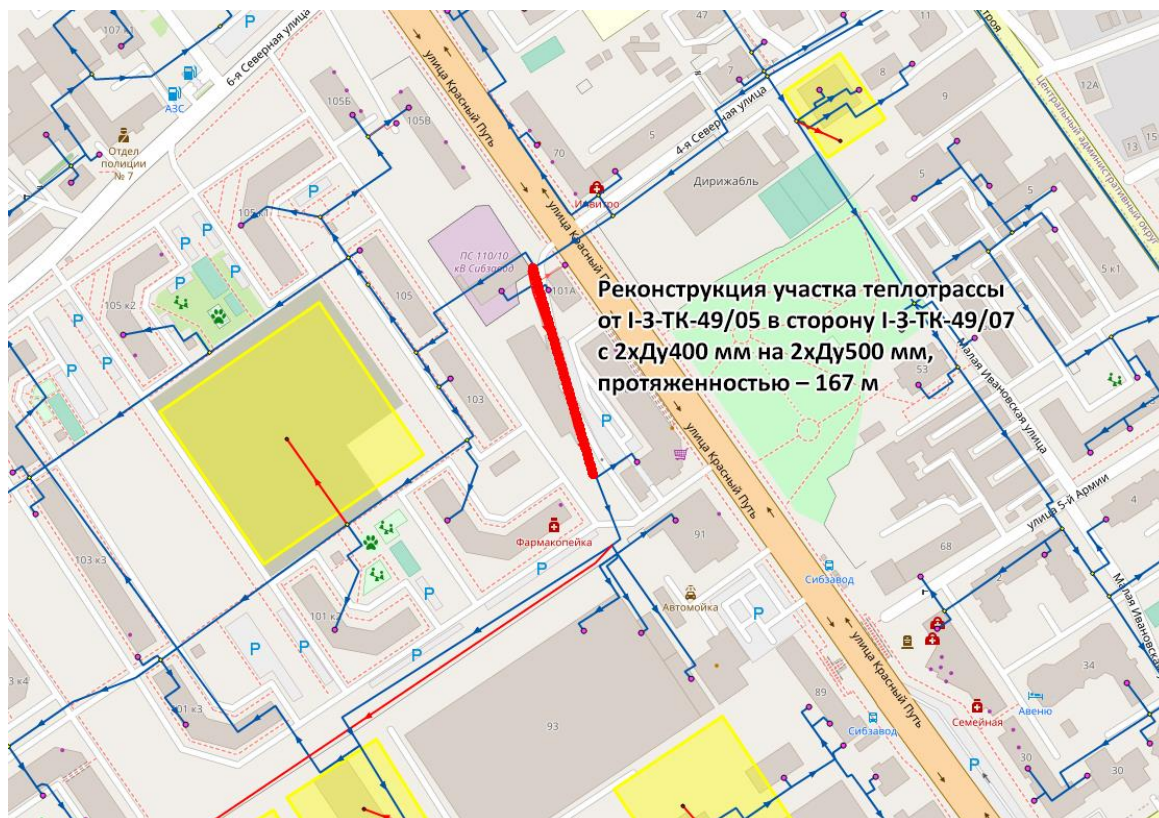 107 к1
6-я Северная улица
P
АЗС
Отдел
полиции
№ 7
105Б
105В
улица Красный Путь
47
7
11
8
9
12А
13
15
Центральный административный округ
4-я Северная улица
5
70
Инвитро
Дирижабль
5
5
5 к1
ПС 110/10
кВ Сибзавод
101А
105 к1
105 к2
105
103
Реконструкция участка теплотрассы
от I-3-ТК-49/05 в сторону I-3-ТК-49/07
с 2хДу400 мм на 2хДу500 мм,
протяженностью – 167 м
53
Малая Ивановская улица
улица Красный Путь
P
улица 5-й Армии
4
68
2
91
Фармакопейка
Сибзавод
Автомойка
P
103 к3
101 к3
93
89
Сибзавод
улица Красный Путь
34
Авеню
Семейная
30
30
P